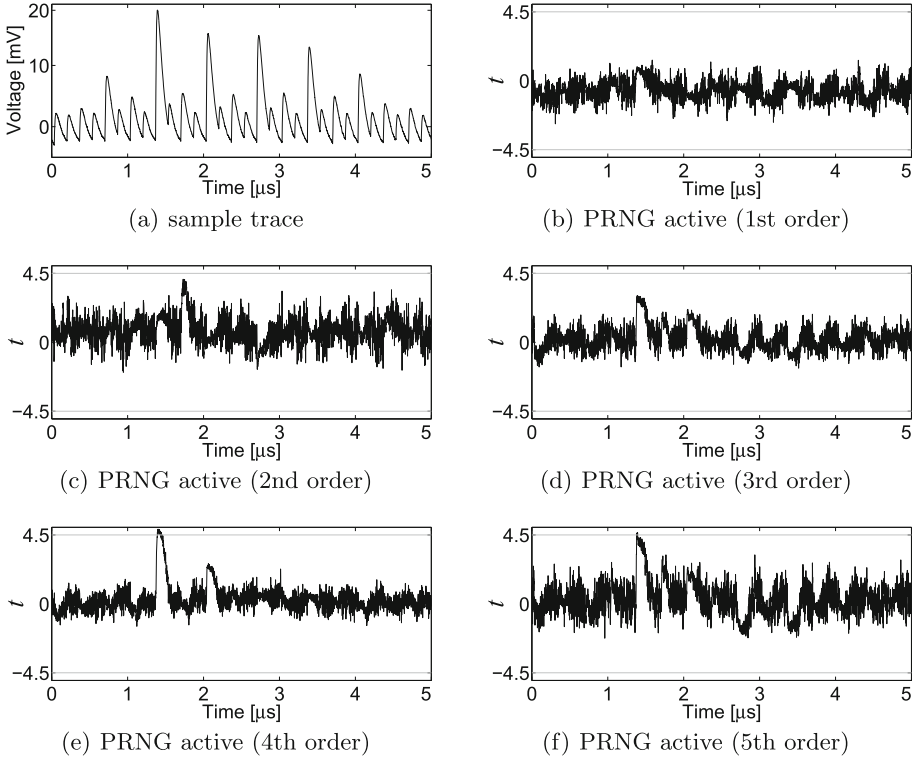 20
10
0
Voltage [mV]
0 1 2 3 4 5
Time [µs]
(a) sample trace
4.5
0
−4.5
t
0 1 2 3 4 5
Time [µs]
(b) PRNG active (1st order)
4.5
0
−4.5
t
0 1 2 3 4 5
Time [µs]
(c) PRNG active (2nd order)
4.5
0
−4.5
t
0 1 2 3 4 5
Time [µs]
(d) PRNG active (3rd order)
4.5
0
−4.5
t
0 1 2 3 4 5
Time [µs]
(e) PRNG active (4th order)
4.5
0
−4.5
t
0 1 2 3 4 5
Time [µs]
(f) PRNG active (5th order)